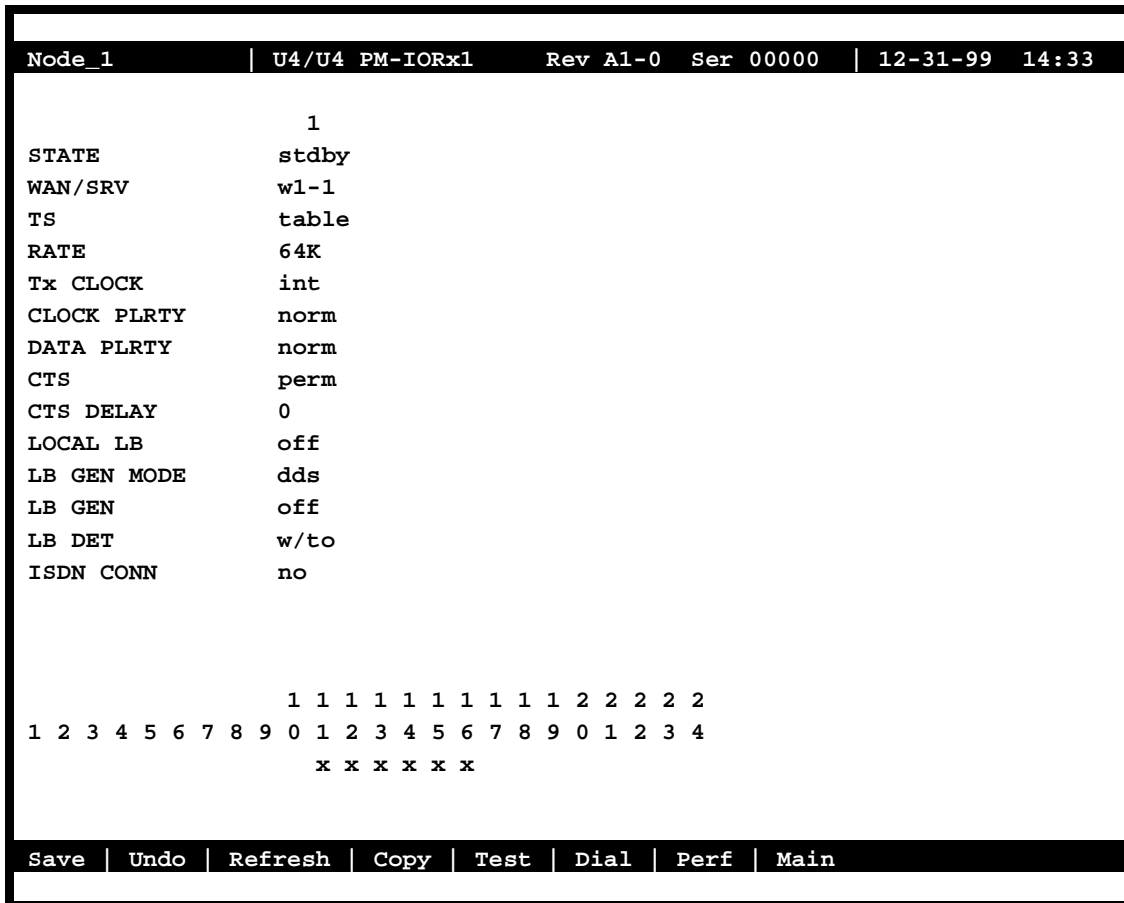 Node_1 | U4/U4 PM-IORx1 Rev A1-0 Ser 00000 | 12-31-99 14:33
1
STATE stdby
WAN/SRV w1-1
TS table
RATE 64K
Tx CLOCK int
CLOCK PLRTY norm
DATA PLRTY norm
CTS perm
CTS DELAY 0
LOCAL LB off
LB GEN MODE dds
LB GEN off
LB DET w/to
ISDN CONN no
1 1 1 1 1 1 1 1 1 1 2 2 2 2 2
1 2 3 4 5 6 7 8 9 0 1 2 3 4 5 6 7 8 9 0 1 2 3 4
x x x x x x
Save | Undo | Refresh | Copy | Test | Dial | Perf | Main